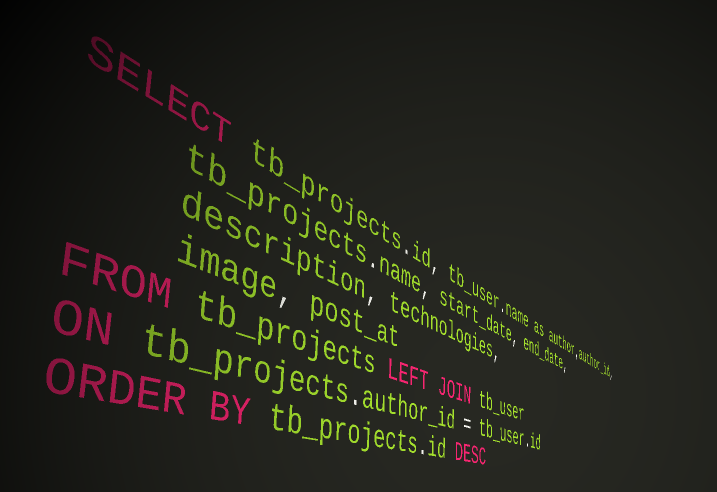 SELECT tb_projects.id, tb_user.name as author,author_id,
tb_projects.name, start_date, end_date,
description, technologies,
image, post_at
FROM tb_projects LEFT JOIN tb_user
ON tb_projects.author_id = tb_user.id
ORDER BY tb_projects.id DESC